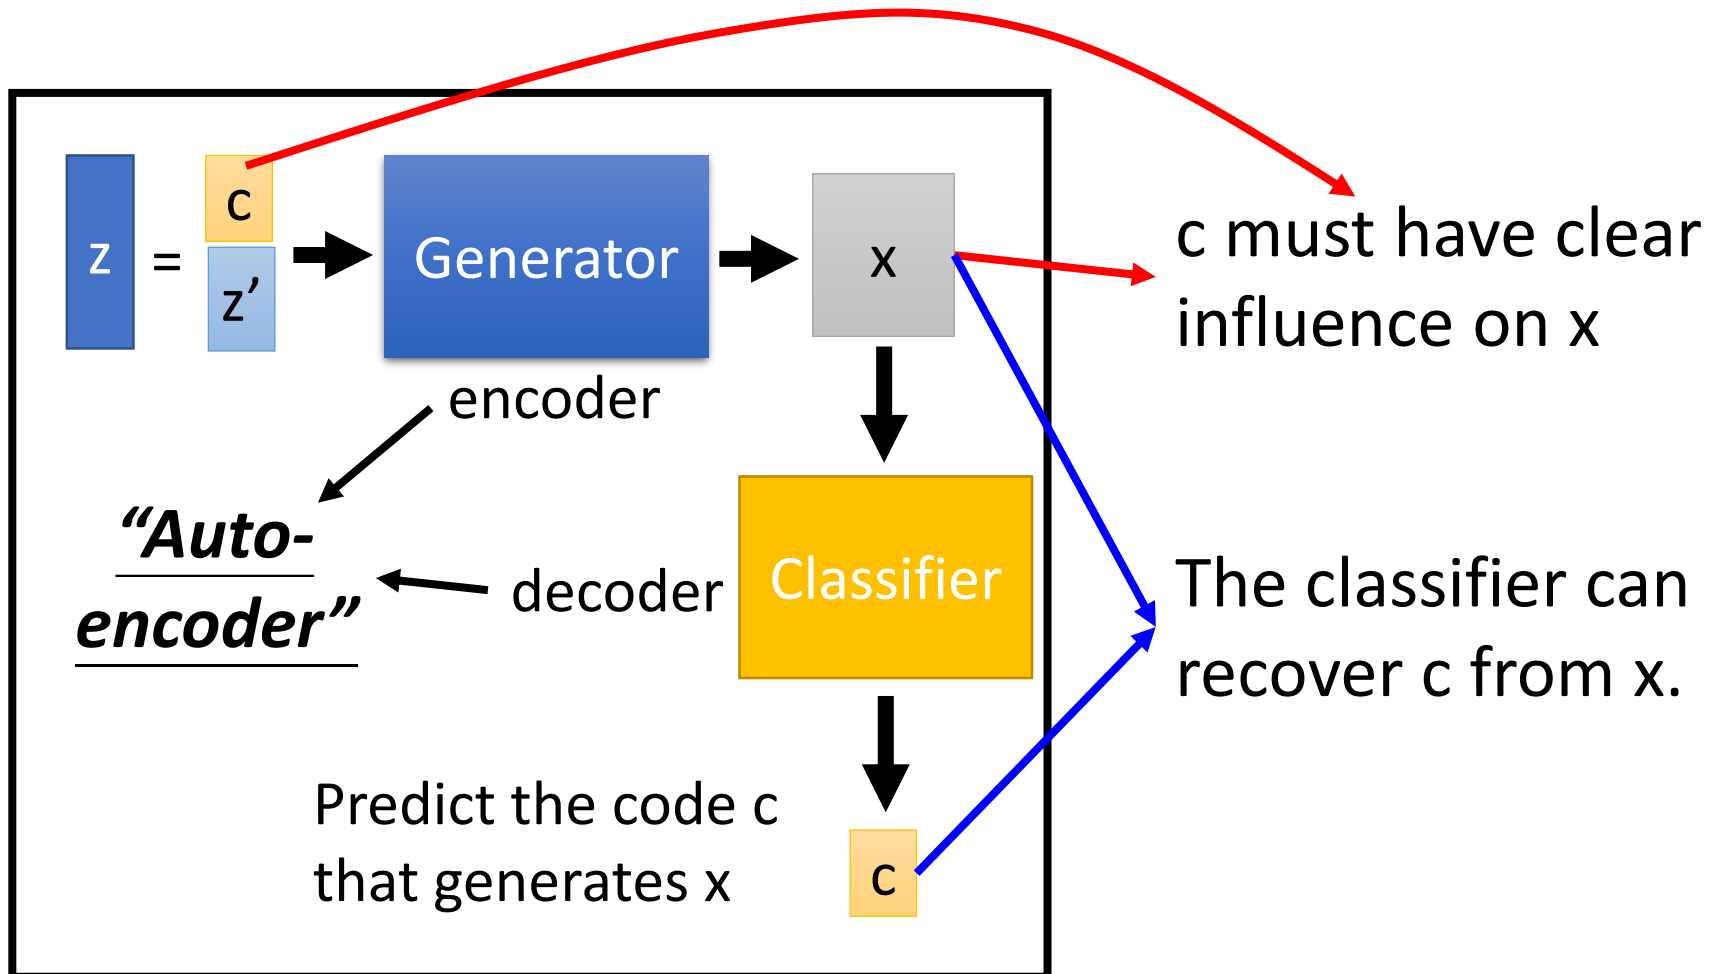 z
=
c
z’
Generator
x
c must have clear
influence on x
encoder
“Auto-
encoder”
decoder
Classifier
The classifier can
recover c from x.
Predict the code c
that generates x
c